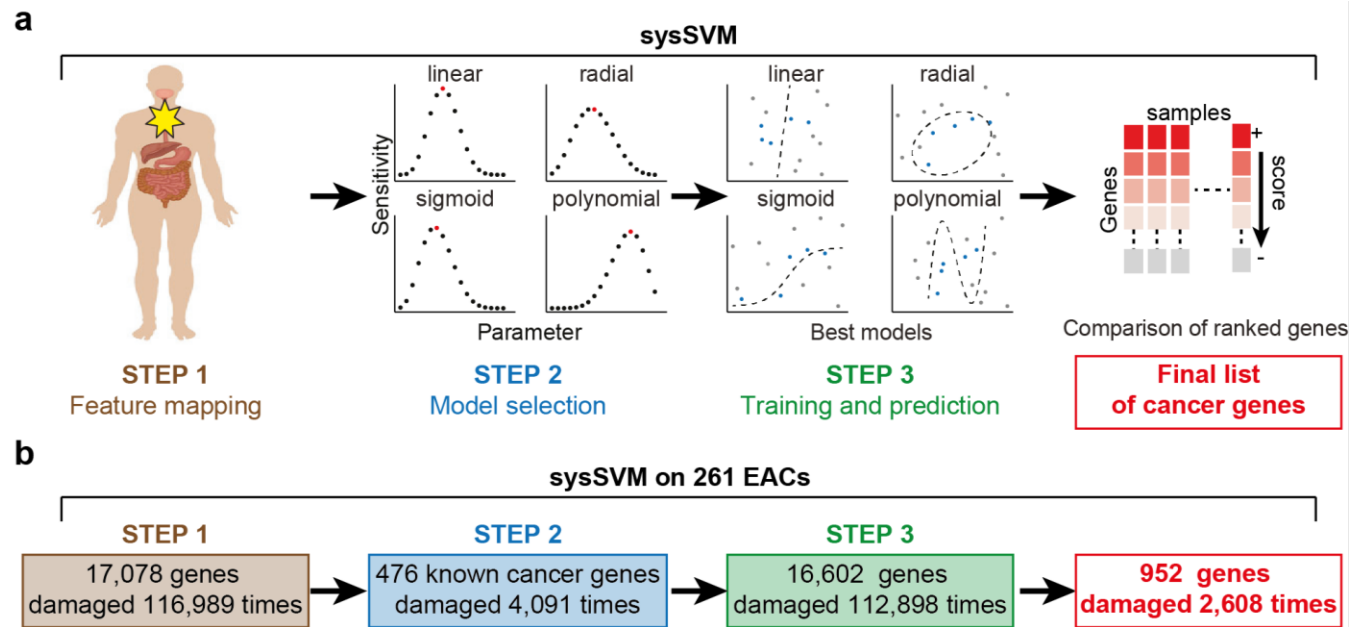 a
sysSVM
linear
radial
sigmoid
polynomial
Sensitivity
Parameter
linear
radial
sigmoid
polynomial
Best models
samples
Genes
+
score
-
Comparison of ranked genes
STEP 1
Feature mapping
STEP 2
Model selection
STEP 3
Training and prediction
Final list
of cancer genes
b
sysSVM on 261 EACs
STEP 1
17,078 genes
damaged 116,989 times
STEP 2
476 known cancer genes
damaged 4,091 times
STEP 3
16,602 genes
damaged 112,898 times
952 genes
damaged 2,608 times